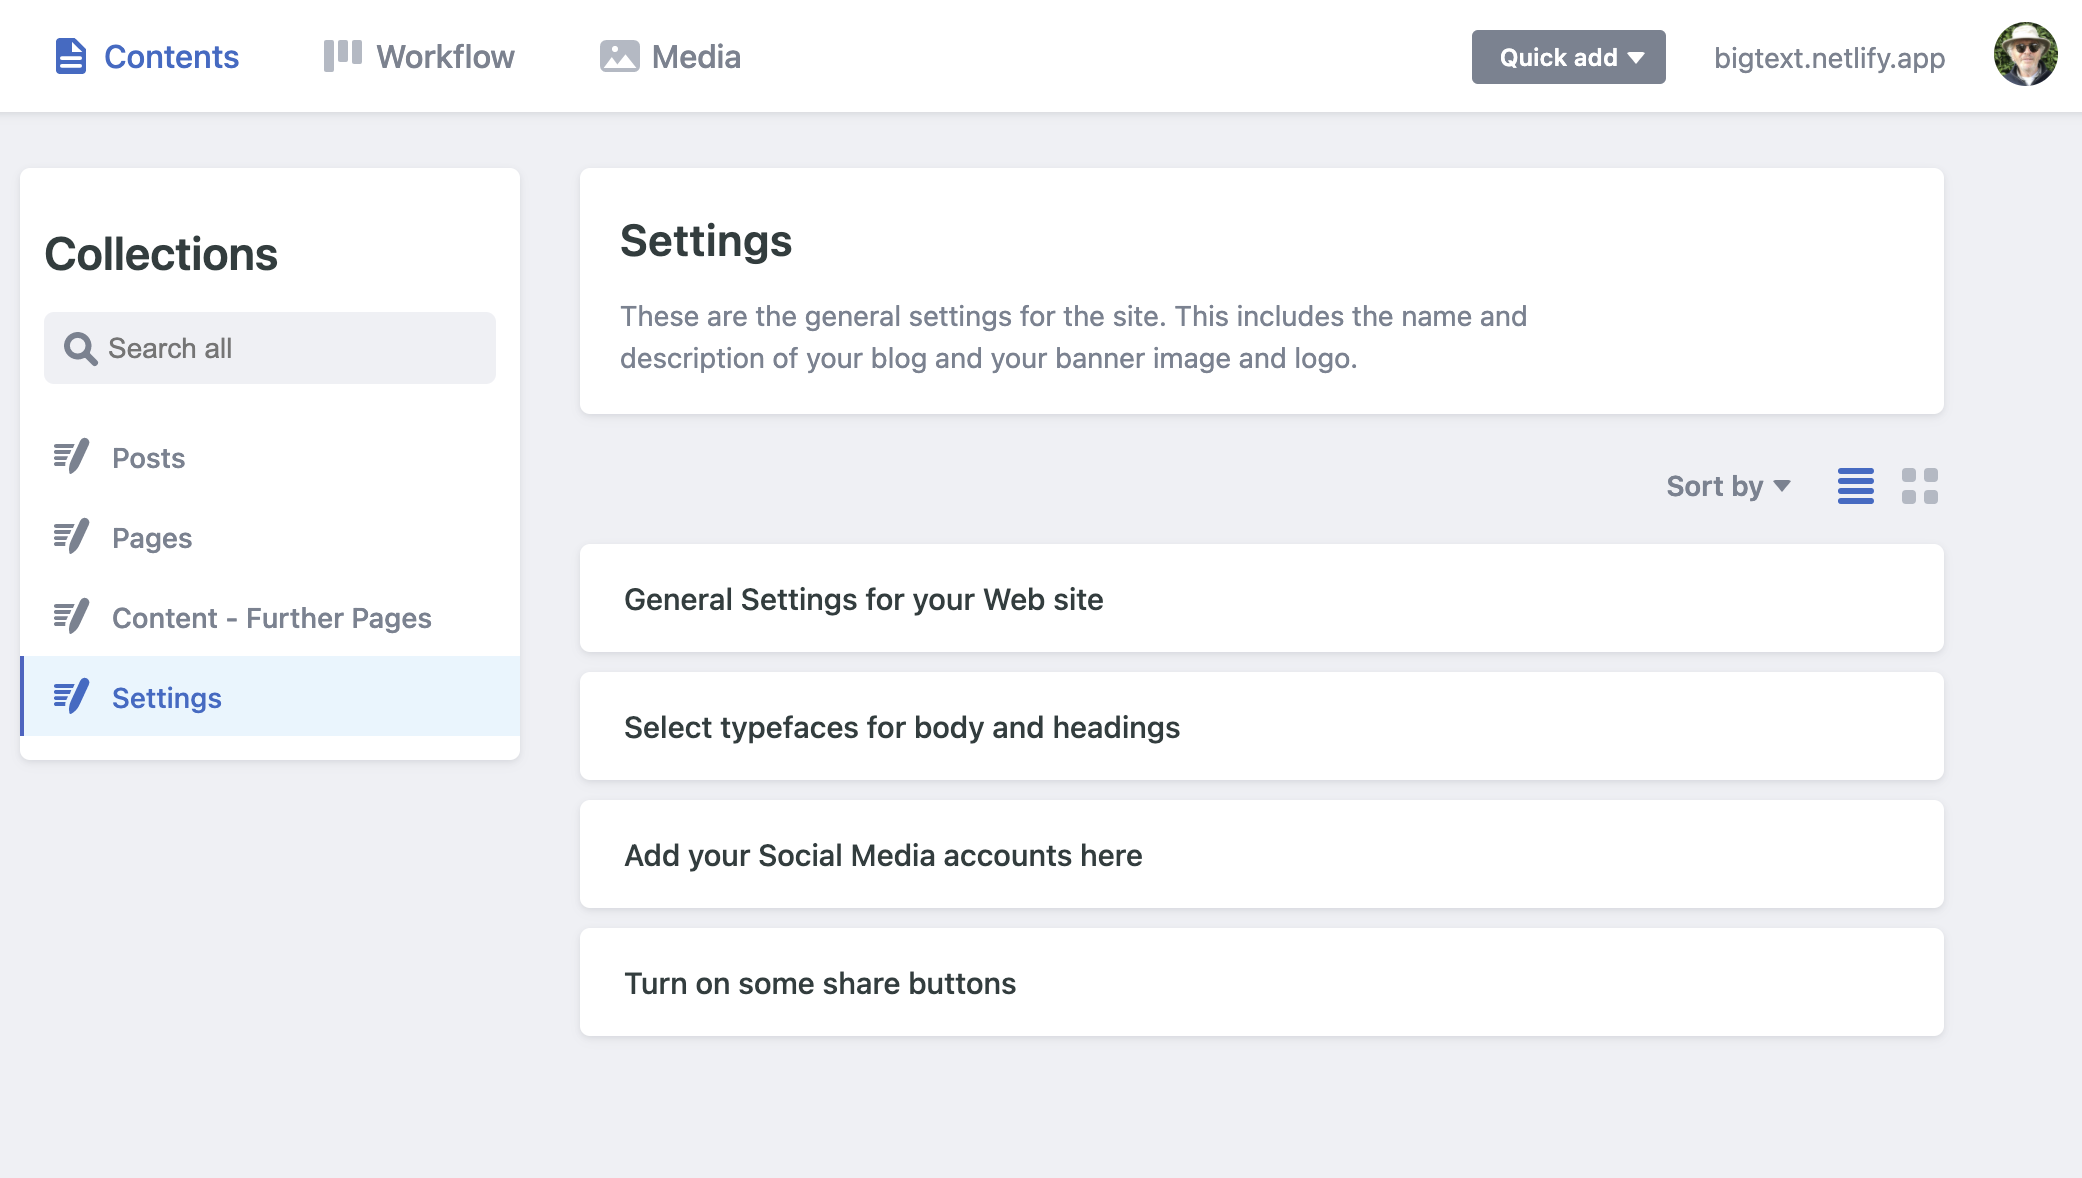 Contents
Workflow
Media
Quick add
bigtext.netlify.app
Collections
Search all
Posts
Pages
Content - Further Pages
Settings
Settings
These are the general settings for the site. This includes the name and
description of your blog and your banner image and logo.
Sort by
General Settings for your Web site
Select typefaces for body and headings
Add your Social Media accounts here
Turn on some share buttons